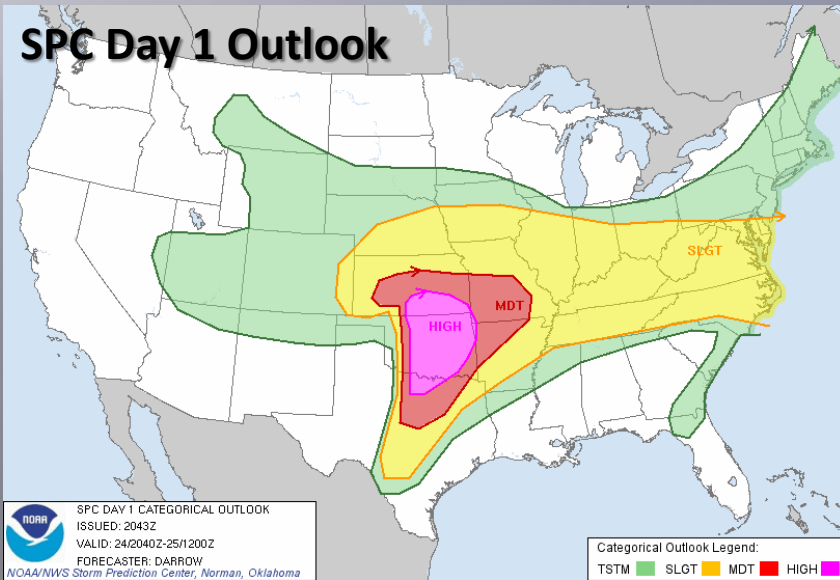 SPC Day 1 Outlook
SLGT
MDT
HIGH
NOAA
SPC DAY 1 CATEGORICAL OUTLOOK
ISSUED: 2043Z
VALID: 24/2040Z-25/1200Z
FORECASTER: DARROW
NOAA/NWS Storm Prediction Center, Norman, Oklahoma
Categorical Outlook Legend:
TSTM SLGT MDT HIGH